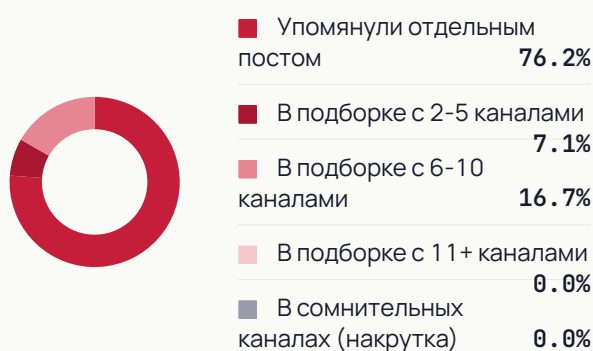 Упомянули отдельным
постом 76.2%
В подборке с 2-5 каналами
7.1%
В подборке с 6-10
каналами 16.7%
В подборке с 11+ каналами
0.0%
В сомнительных
каналах (накрутка) 0.0%